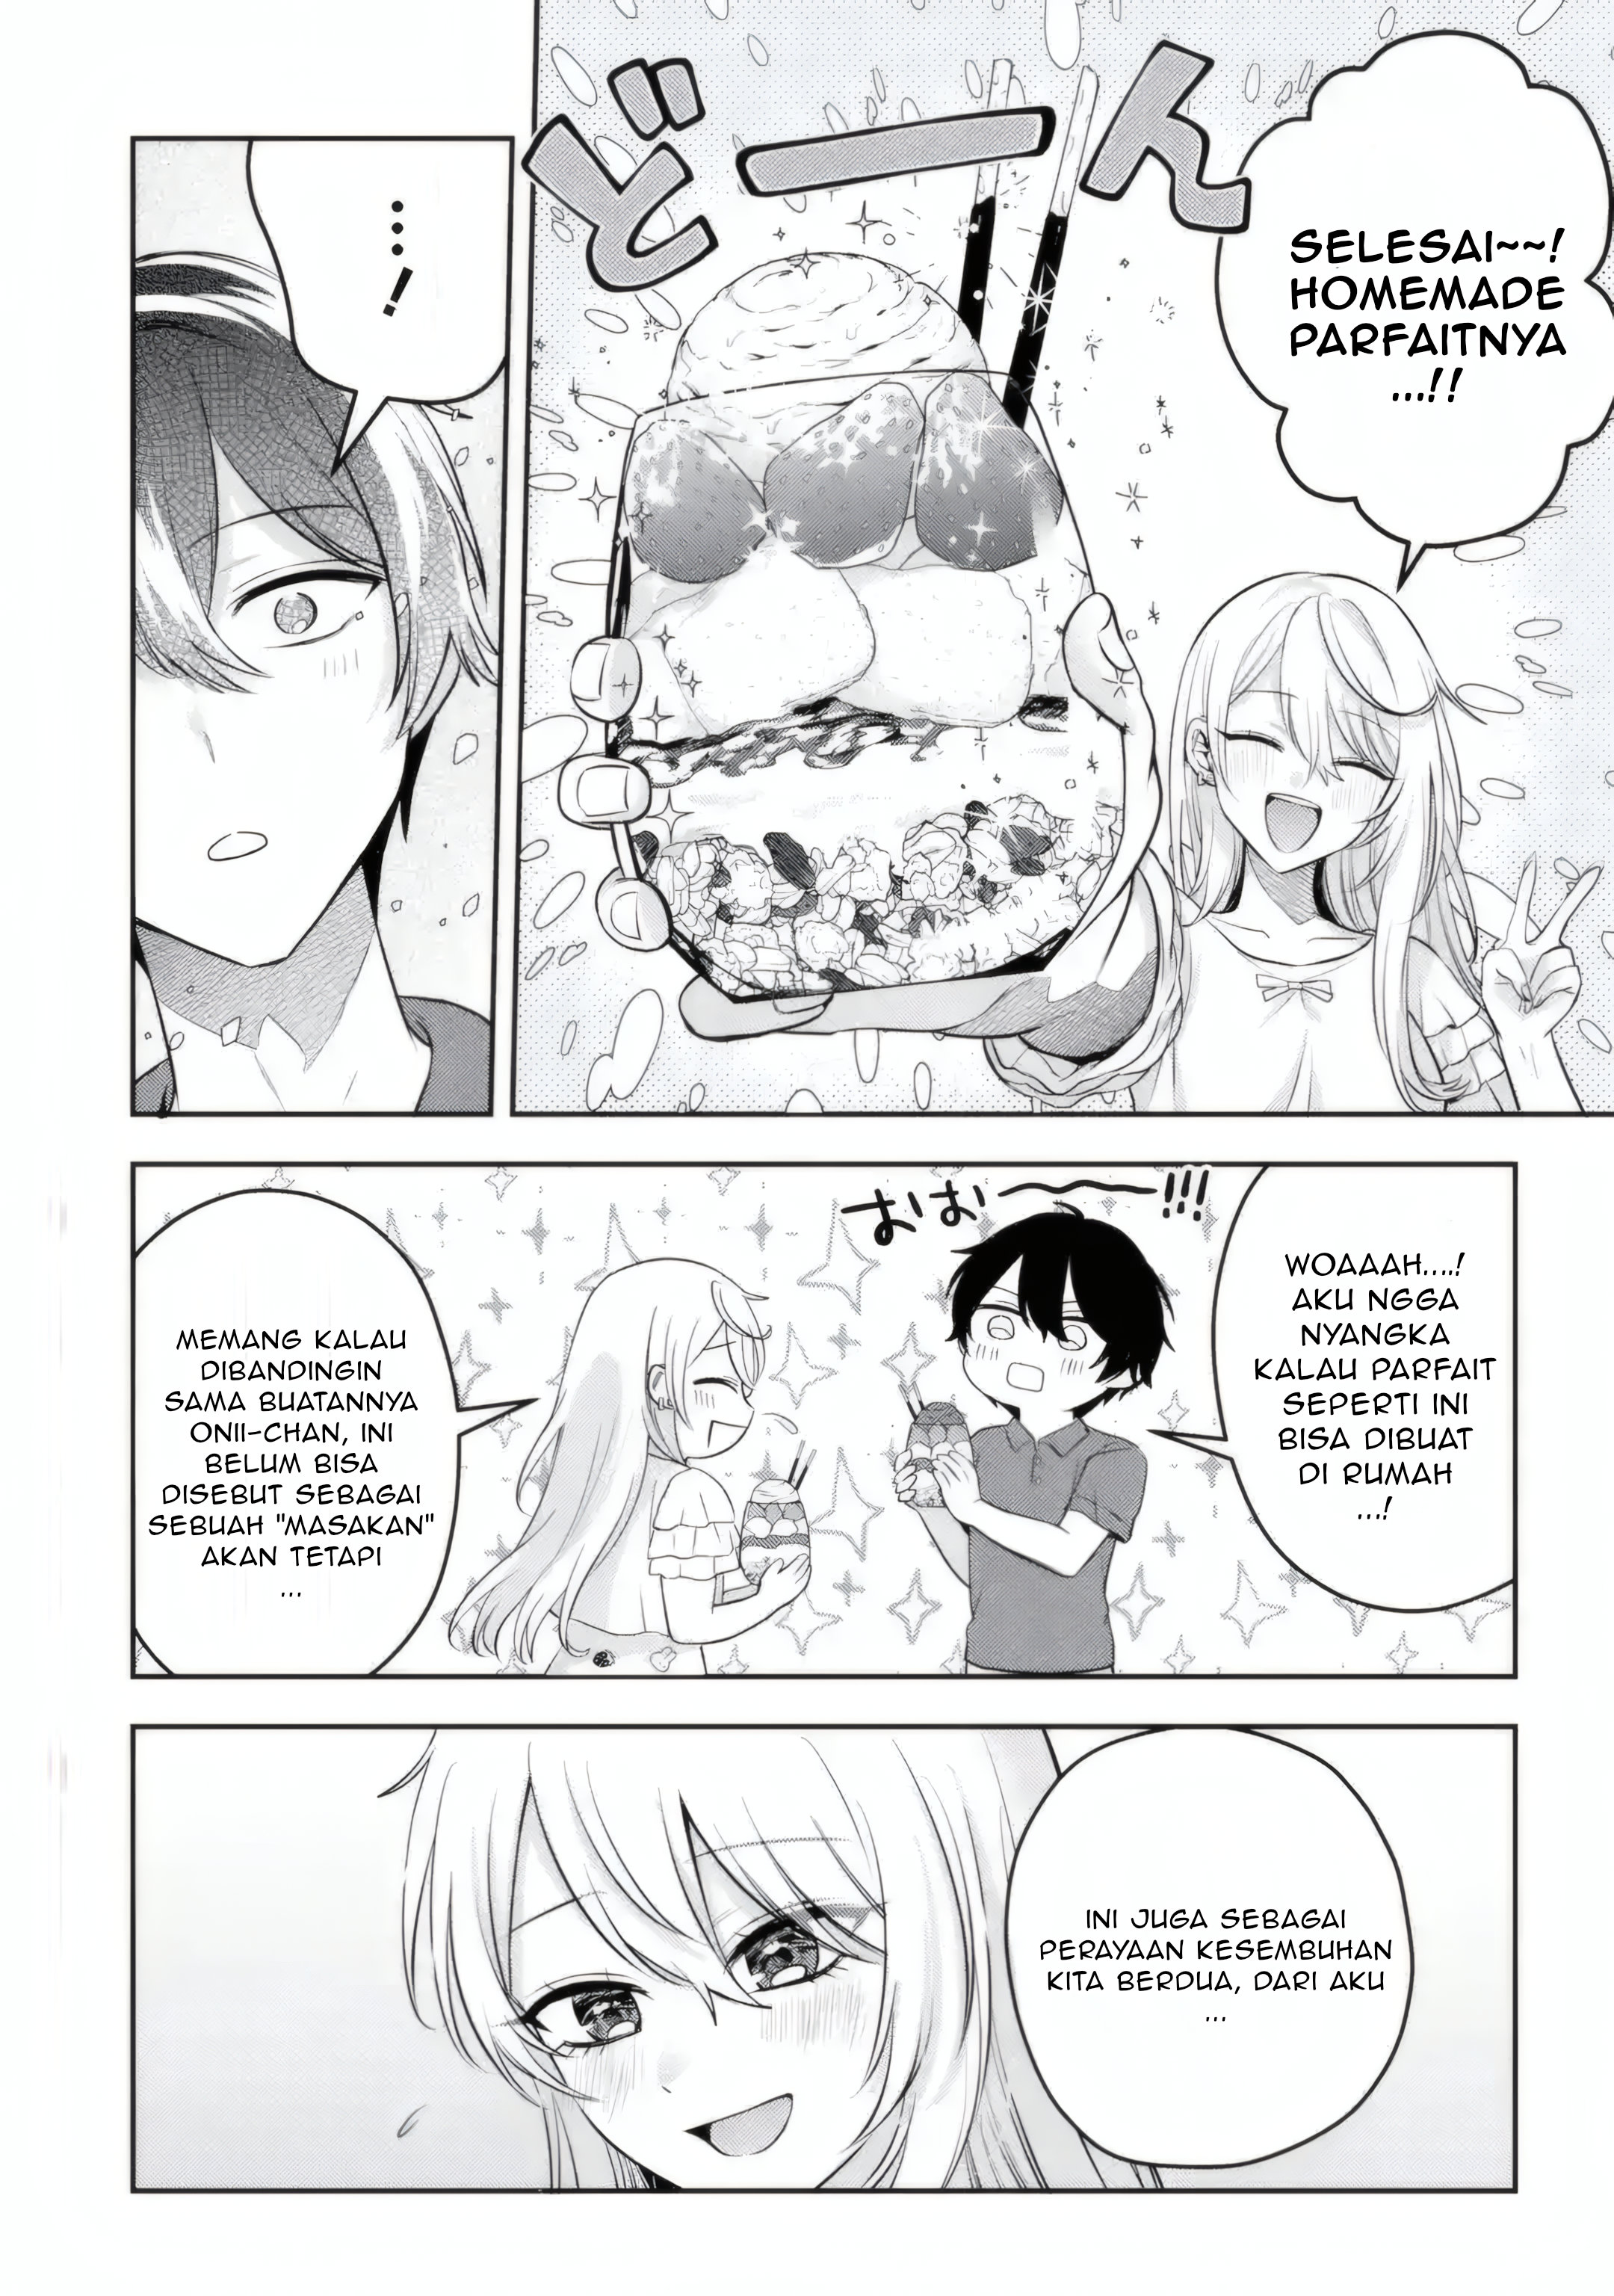 どーん
SELESAI~~!
HOMEMADE
PARFAITNYA
...!!
...!
おお〜!!!
WOAAAH....!
AKU NGGA
NYANGKA
KALAU PARFAIT
SEPERTI INI
BISA DIBUAT
DI RUMAH
...!
MEMANG KALAU
DIBANDINGIN
SAMA BUATANNYA
ONII-CHAN, INI
BELUM BISA
DISEBUT SEBAGAI
SEBUAH "MASAKAN"
AKAN TETAPI
...
INI JUGA SEBAGAI
PERAYAAN KESEMBUHAN
KITA BERDUA, DARI AKU
...